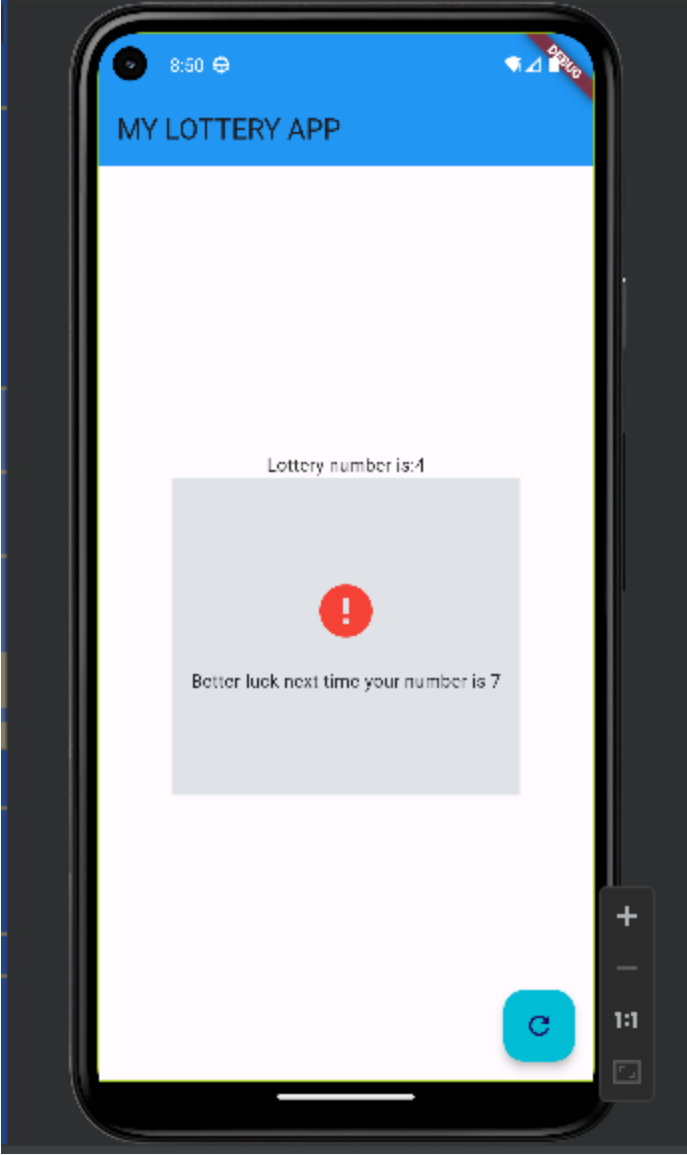 8:50
DEBUG
MY LOTTERY APP
Lottery number is:4
!
Better luck next time your number is 7
1:1